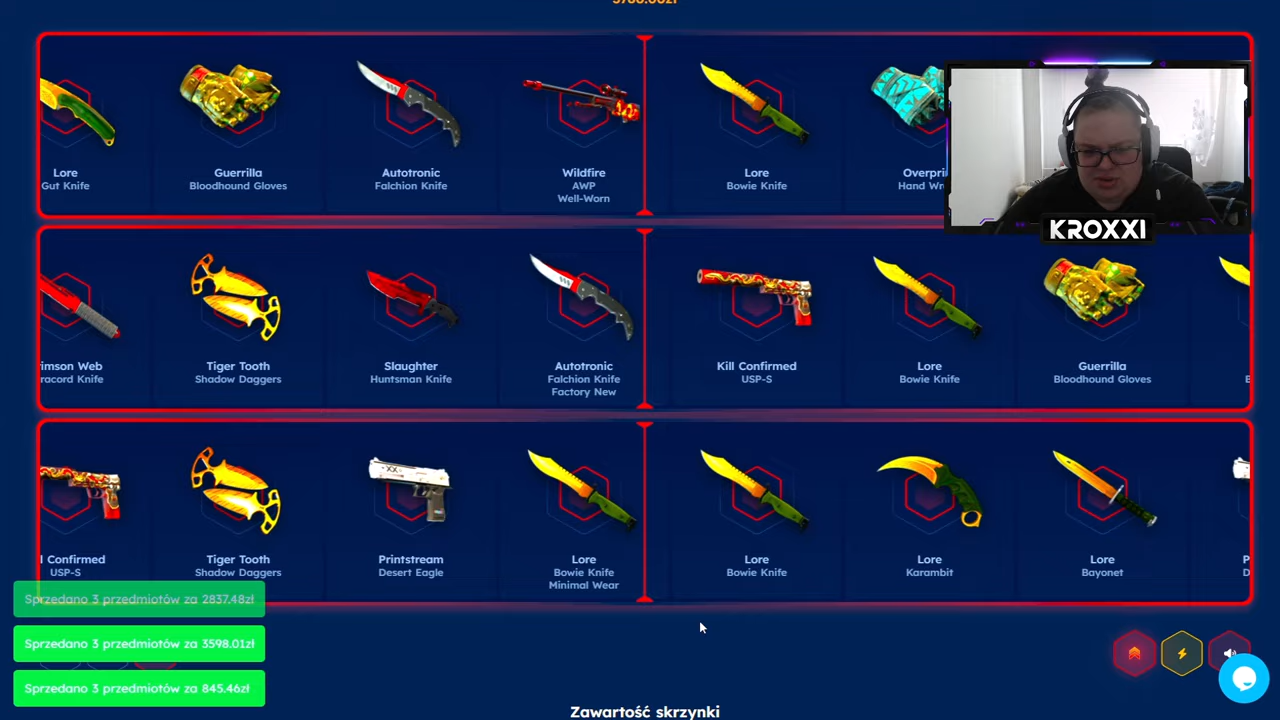 Lore
Gut Knife
Guerrilla
Bloodhound Gloves
Autotronic
Falchion Knife
Wildfire
AWP
Well-Worn
Lore
Bowie Knife
Overpri
Hand Wr
KROXXI
imson Web
racord Knife
Tiger Tooth
Shadow Daggers
Slaughter
Huntsman Knife
Autotronic
Falchion Knife
Factory New
Kill Confirmed
USP-S
Lore
Bowie Knife
Guerrilla
Bloodhound Gloves
l Confirmed
USP-S
Tiger Tooth
Shadow Daggers
Printstream
Desert Eagle
Lore
Bowie Knife
Minimal Wear
Lore
Bowie Knife
Lore
Karambit
Lore
Bayonet
P
D
Sprzedano 3 przedmiotów za 2837.48zł
Sprzedano 3 przedmiotów za 3598.01zł
Sprzedano 3 przedmiotów za 845.46zł
Zawartość skrzynki